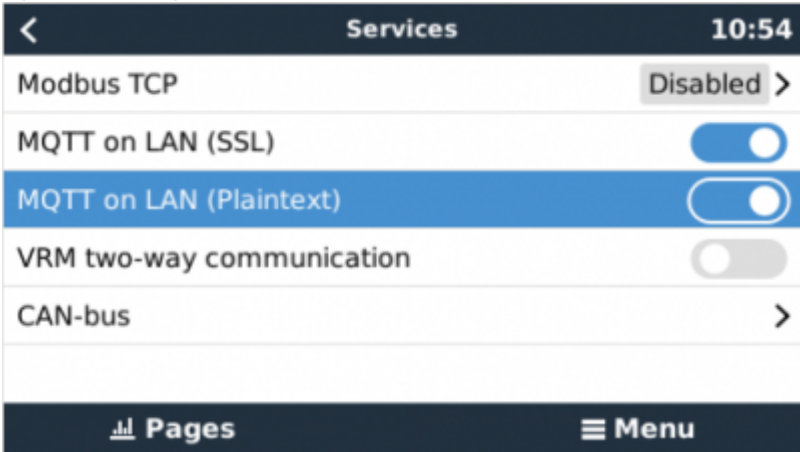 Services 10:54
Modbus TCP Disabled
MQTT on LAN (SSL)
MQTT on LAN (Plaintext)
VRM two-way communication
CAN-bus
Pages Menu